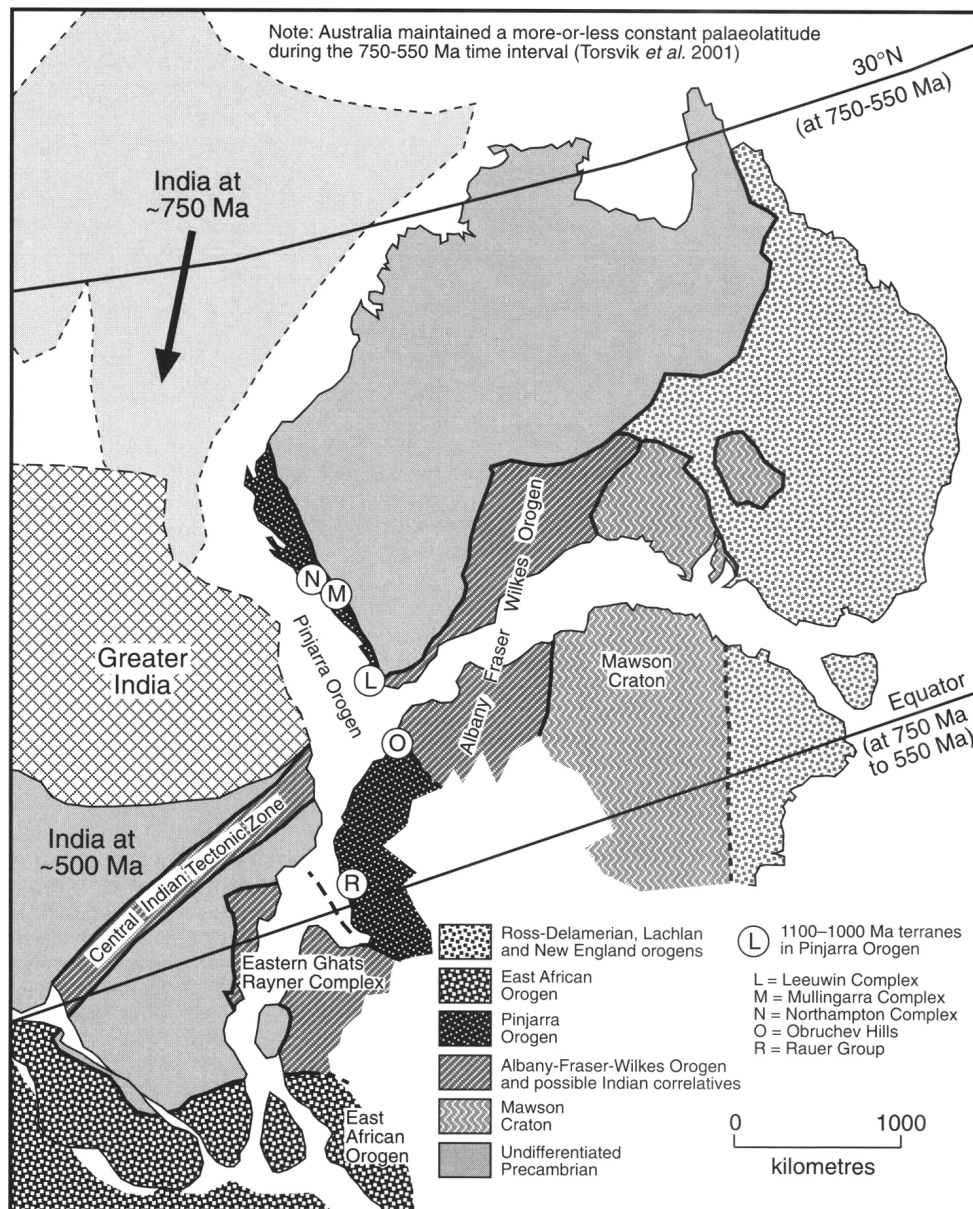 Note: Australia maintained a more-or-less constant palaeolatitude
during the 750-550 Ma time interval (Torsvik et al. 2001)
30°N
(at 750-550 Ma)
India at
~750 Ma
N
M
L
Pinjarra Orogen
Albany Fraser Wilkes Orogen
Mawson
Craton
Greater
India
O
Equator
(at 750 Ma
to 550 Ma)
India at
~500 Ma
Central Indian Tectonic Zone
R
Eastern Ghats
Rayner Complex
East
African
Orogen
Ross-Delamerian, Lachlan
and New England orogens
East African
Orogen
Pinjarra
Orogen
Albany-Fraser-Wilkes Orogen
and possible Indian correlatives
Mawson
Craton
Undifferentiated
Precambrian
L 1100–1000 Ma terranes
in Pinjarra Orogen
L = Leeuwin Complex
M = Mullingarra Complex
N = Northampton Complex
O = Obruchev Hills
R = Rauer Group
0 1000
kilometres